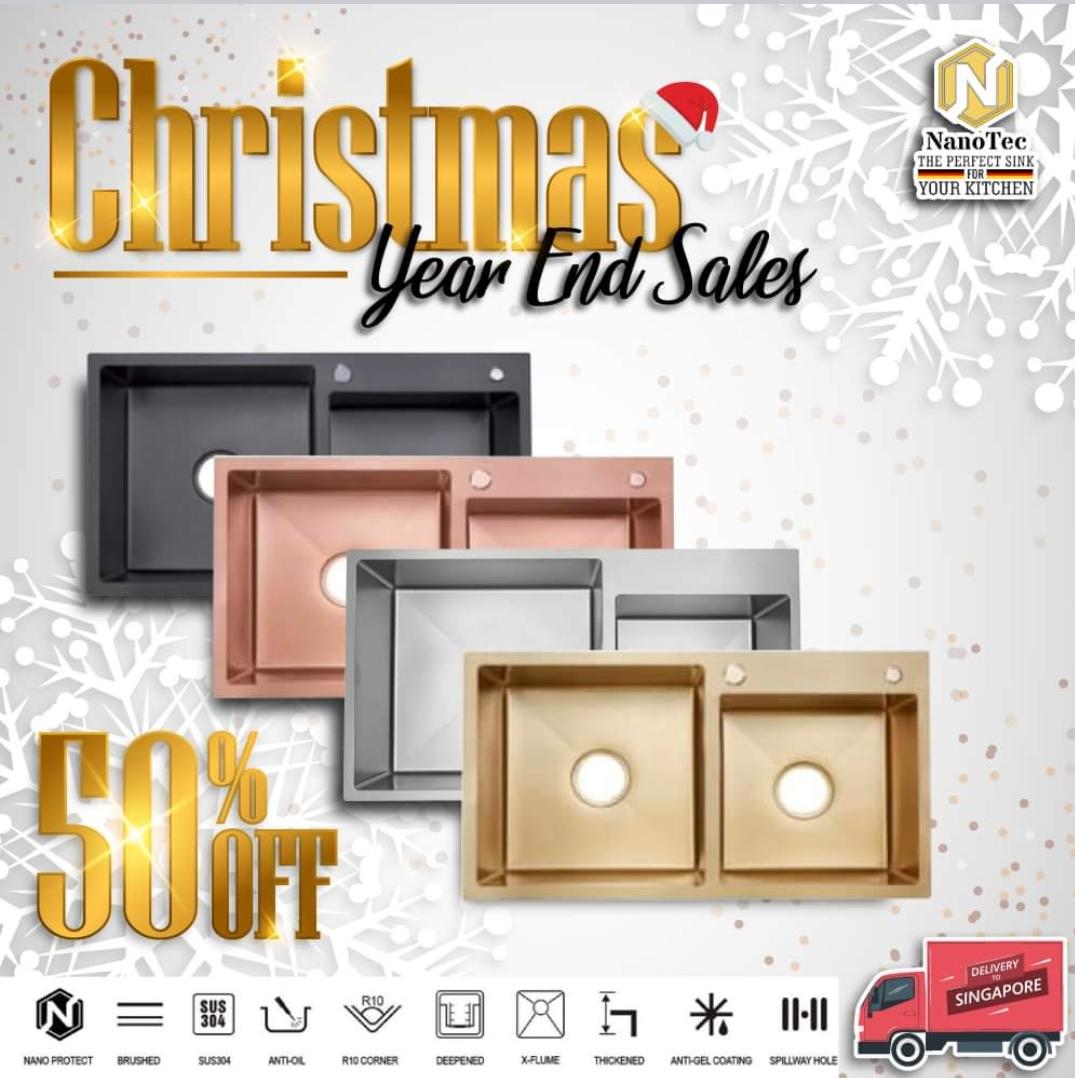 Christmas
Year End Sales
N
NanoTec
THE PERFECT SINK
FOR
YOUR KITCHEN
50%
OFF
N
NANO PROTECT
BRUSHED
SUS
304
SUS304
ANTI-OIL
R10
R10 CORNER
DEEPENED
X-FLUME
THICKENED
ANTI-GEL COATING
SPILLWAY HOLE
DELIVERY
TO
SINGAPORE